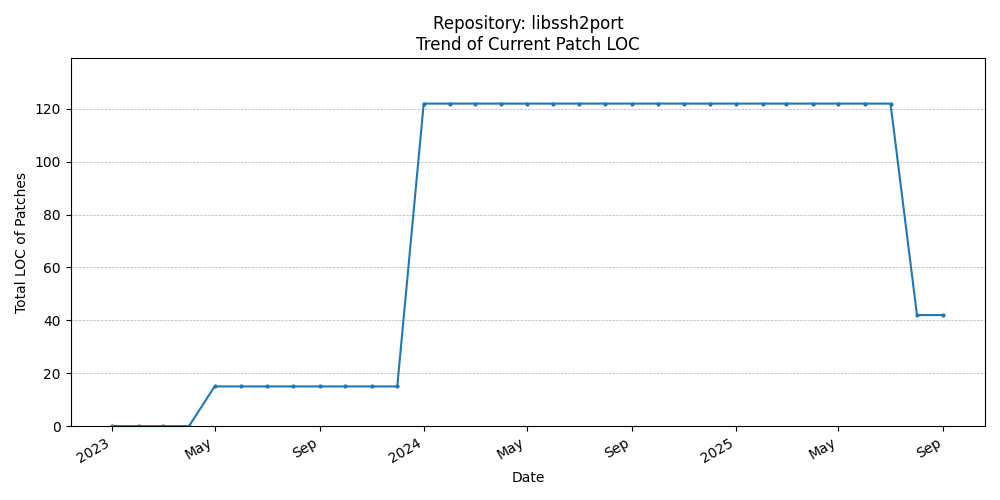 Repository: libssh2port
Trend of Current Patch LOC
Total LOC of Patches
120
100
80
60
40
20
0
2023
May
Sep
2024
May
Sep
2025
May
Sep
Date